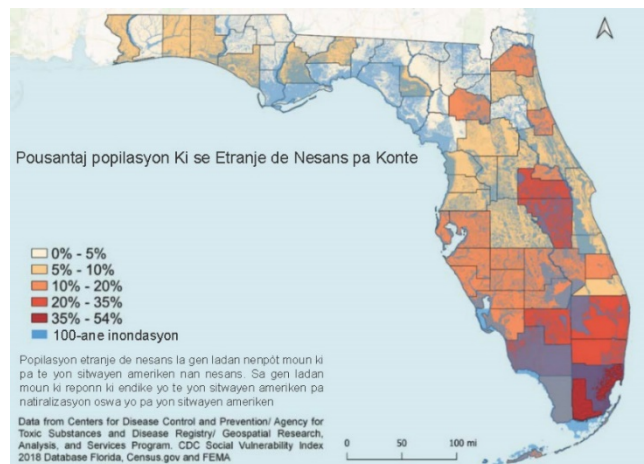 Pousantaj popilasyon Ki se Etranje de Nesans pa Konte
0% - 5%
5% - 10%
10% - 20%
20% - 35%
35% - 54%
100-ane inondasyon
Popilasyon etranje de nesans la gen ladan nenpòt moun ki
pa te yon sitwayen ameriken nan nesans. Sa gen ladan
moun ki reponn ki endike yo te yon sitwayen ameriken pa
natiralizasyon oswa yo pa yon sitwayen ameriken
Data from Centers for Disease Control and Prevention/ Agency for
Toxic Substances and Disease Registry/ Geospatial Research,
Analysis, and Services Program. CDC Social Vulnerability Index
2018 Database Florida, Census.gov and FEMA
0 50 100 mi